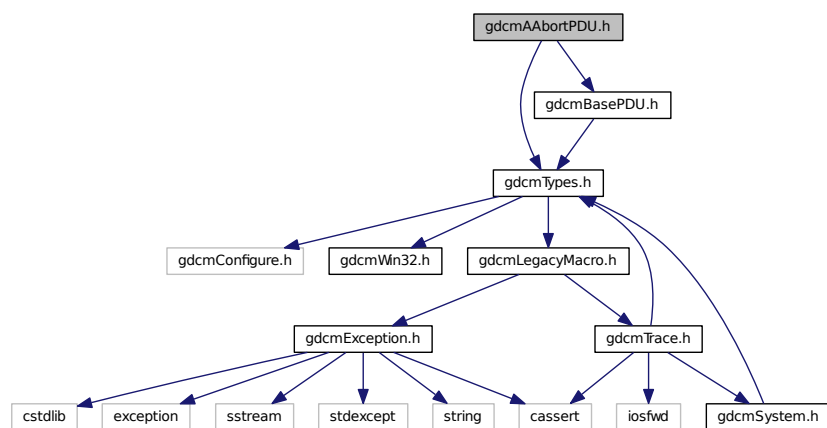 gdcmAAbortPDU.h
gdcmBasePDU.h
gdcmTypes.h
gdcmConfigure.h
gdcmWin32.h
gdcmLegacyMacro.h
gdcmException.h
gdcmTrace.h
cstdlib
exception
sstream
stdexcept
string
cassert
iosfwd
gdcmSystem.h